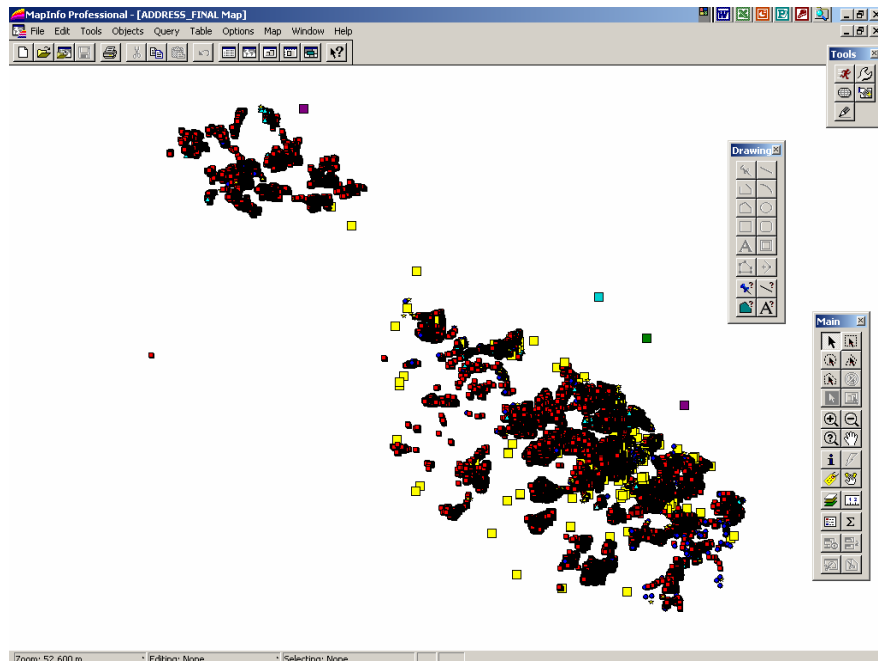 MapInfo Professional - [ADDRESS_FINAL Map]
File Edit Tools Objects Query Table Options Map Window Help
Tools
Drawing
Main
Zoom: 52,600 m Editing: None Selecting: None